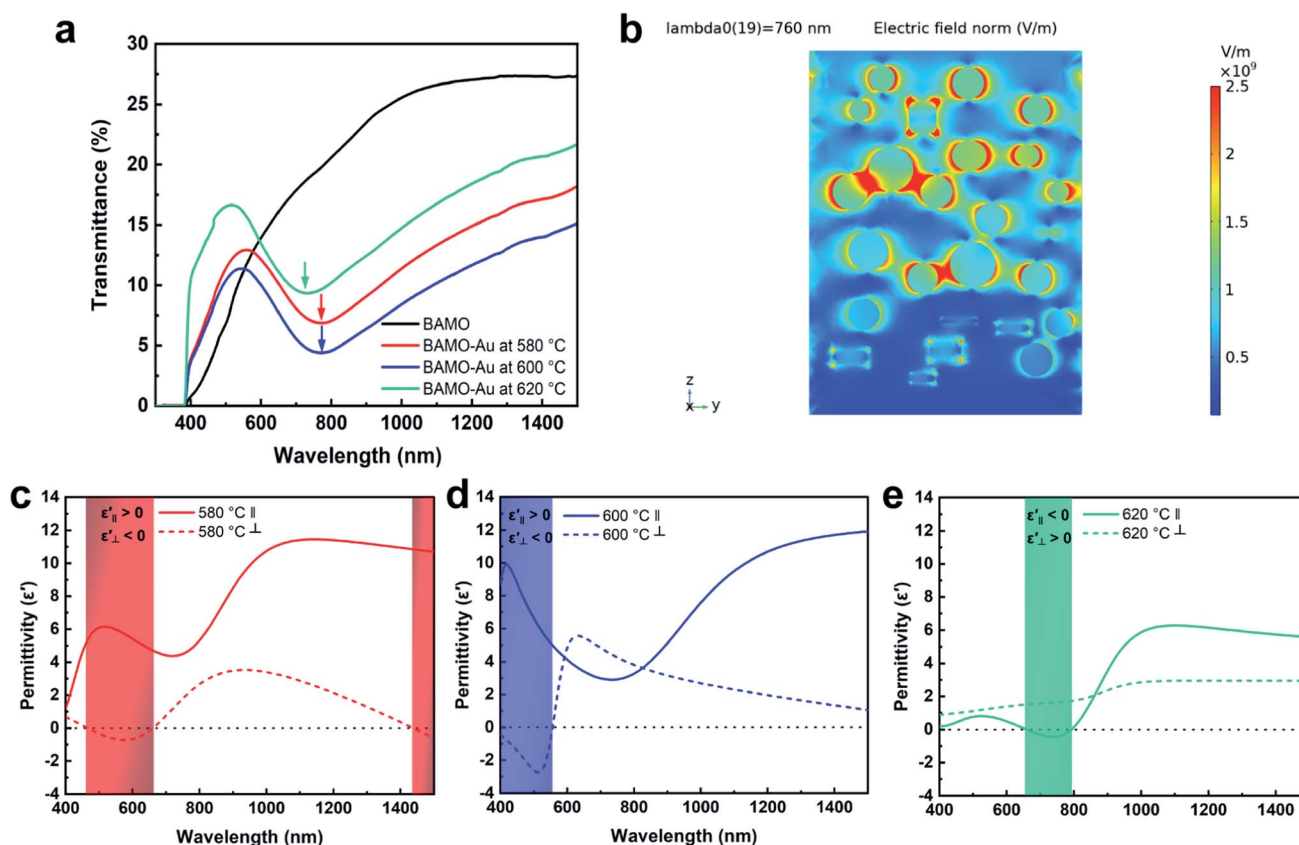 a
30
25
20
15
10
5
0
Transmittance (%)
400 600 800 1000 1200 1400
Wavelength (nm)
BAMO
BAMO-Au at 580 °C
BAMO-Au at 600 °C
BAMO-Au at 620 °C
b
lambda0(19)=760 nm Electric field norm (V/m)
V/m
×10⁹
2.5
2
1.5
1
0.5
z
x y
c
14
12
10
8
6
4
2
0
-2
-4
Permittivity (ε')
ε'∥ > 0
ε'⊥ < 0
580 °C ∥
580 °C ⊥
400 600 800 1000 1200 1400
Wavelength (nm)
d
14
12
10
8
6
4
2
0
-2
-4
Permittivity (ε')
ε'∥ > 0
ε'⊥ < 0
600 °C ∥
600 °C ⊥
400 600 800 1000 1200 1400
Wavelength (nm)
e
14
12
10
8
6
4
2
0
-2
-4
Permittivity (ε')
ε'∥ < 0
ε'⊥ > 0
620 °C ∥
620 °C ⊥
400 600 800 1000 1200 1400
Wavelength (nm)